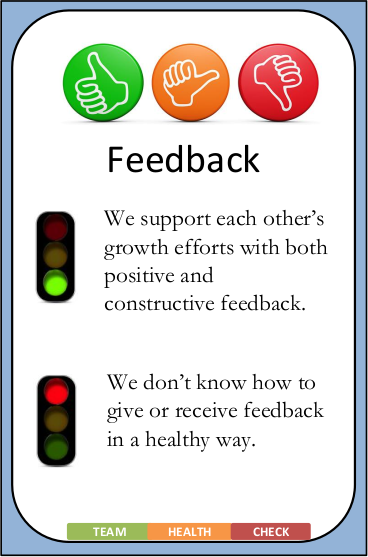 Feedback
We support each other’s
growth efforts with both
positive and
constructive feedback.
We don’t know how to
give or receive feedback
in a healthy way.
TEAM HEALTH CHECK